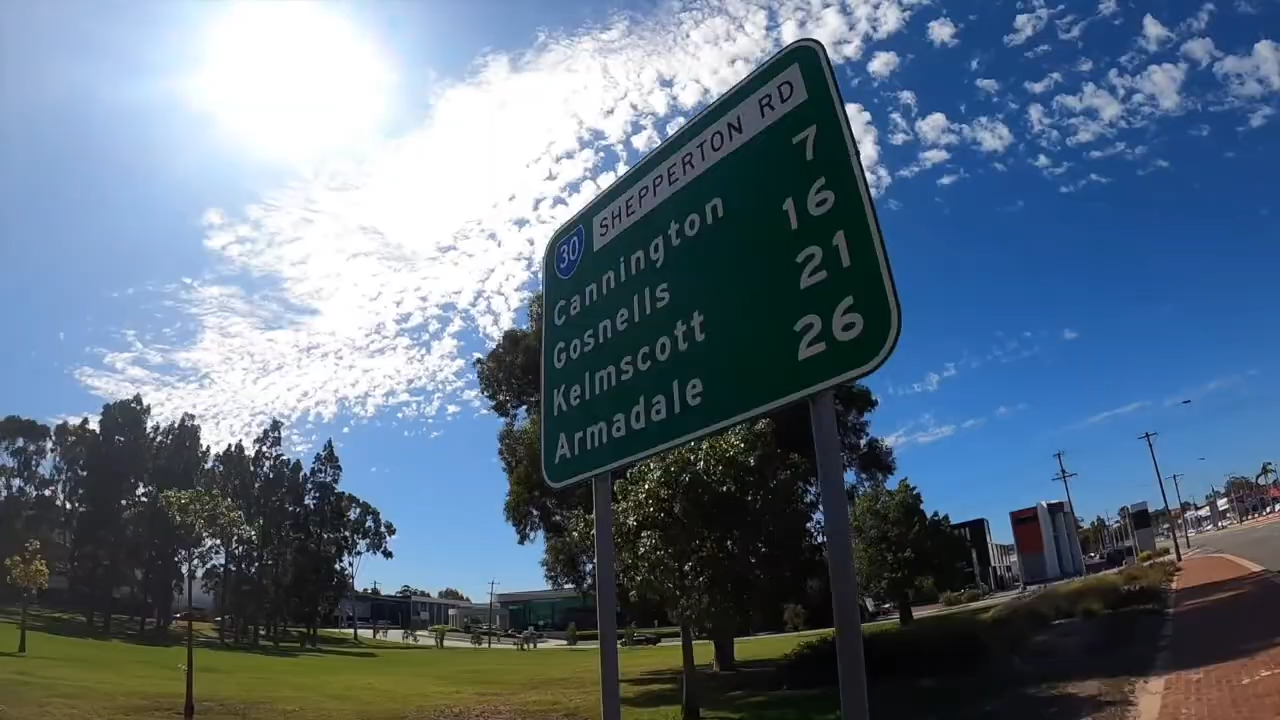 30 SHEPPERTON RD
Cannington 7
Gosnells 16
Kelmscott 21
Armadale 26